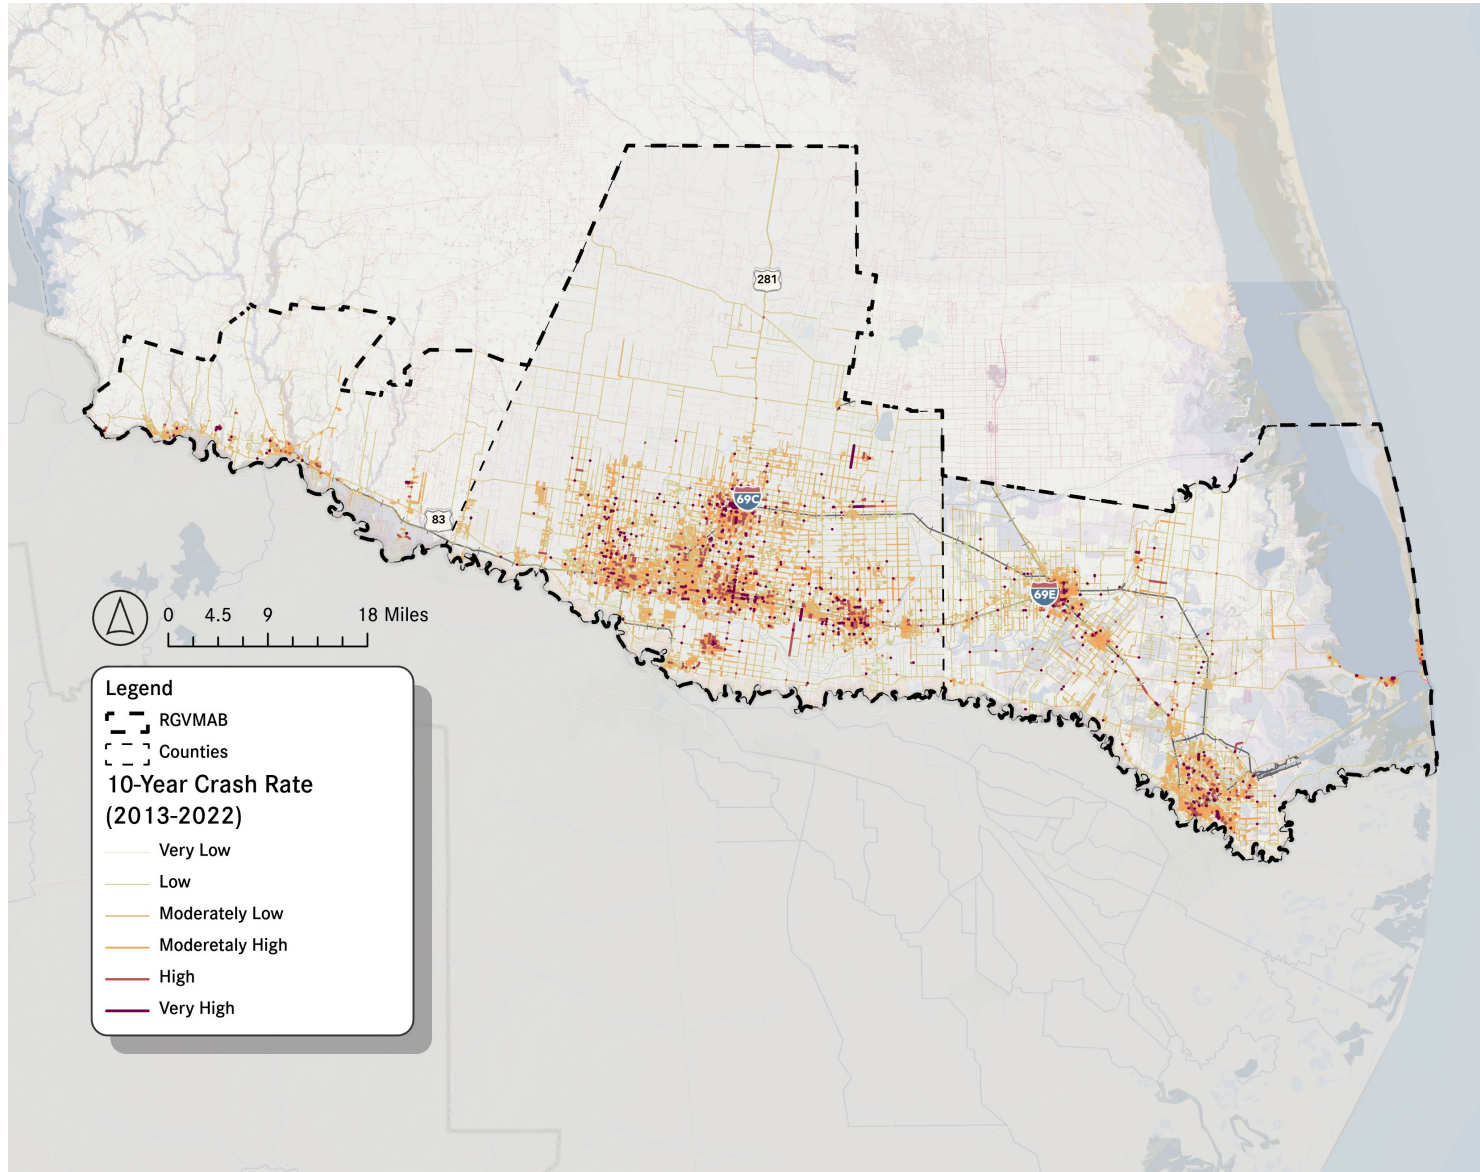 281
69C
83
69E
0 4.5 9 18 Miles
Legend
RGVMAB
Counties
10-Year Crash Rate
(2013-2022)
Very Low
Low
Moderately Low
Moderetaly High
High
Very High